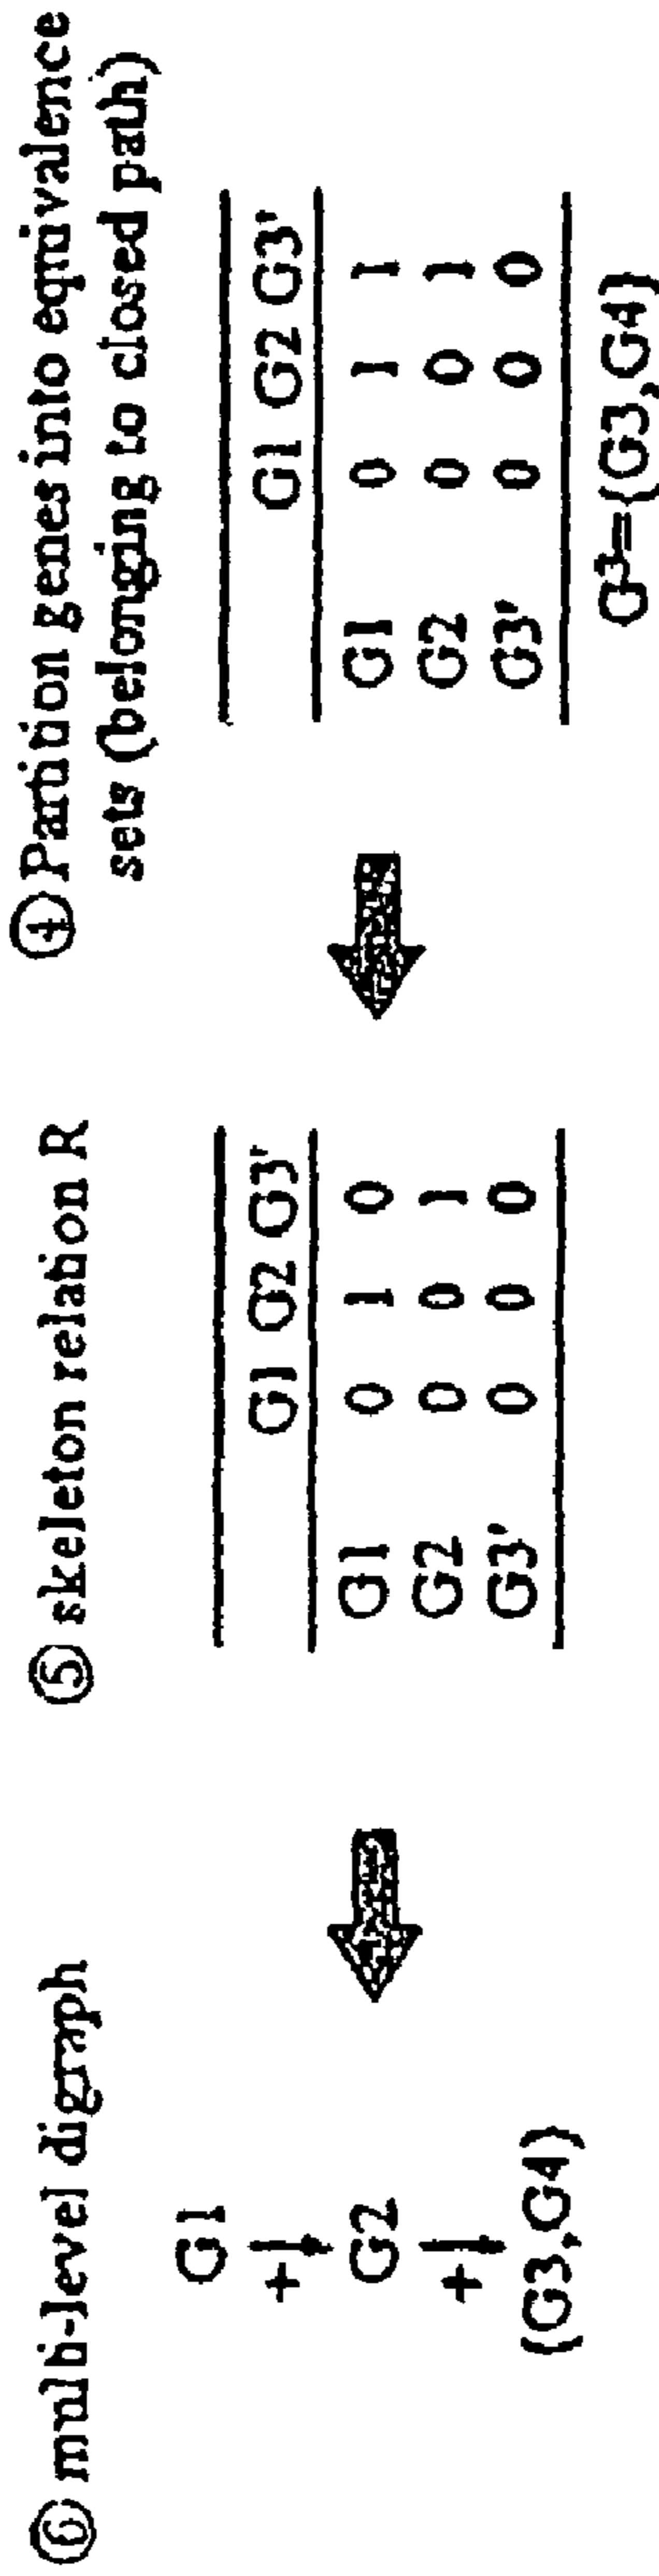 ⑥ multi-level digraph
G1
+
G2
+
{G3,G4}
⑤ skeleton relation R
G1 G2 G3'
G1 0 1 0
G2 0 0 1
G3' 0 0 0
④ Partition genes into equivalence
sets (belonging to closed path)
G1 G2 G3'
G1 0 1 1
G2 0 0 1
G3' 0 0 0
G³={G3,G4}